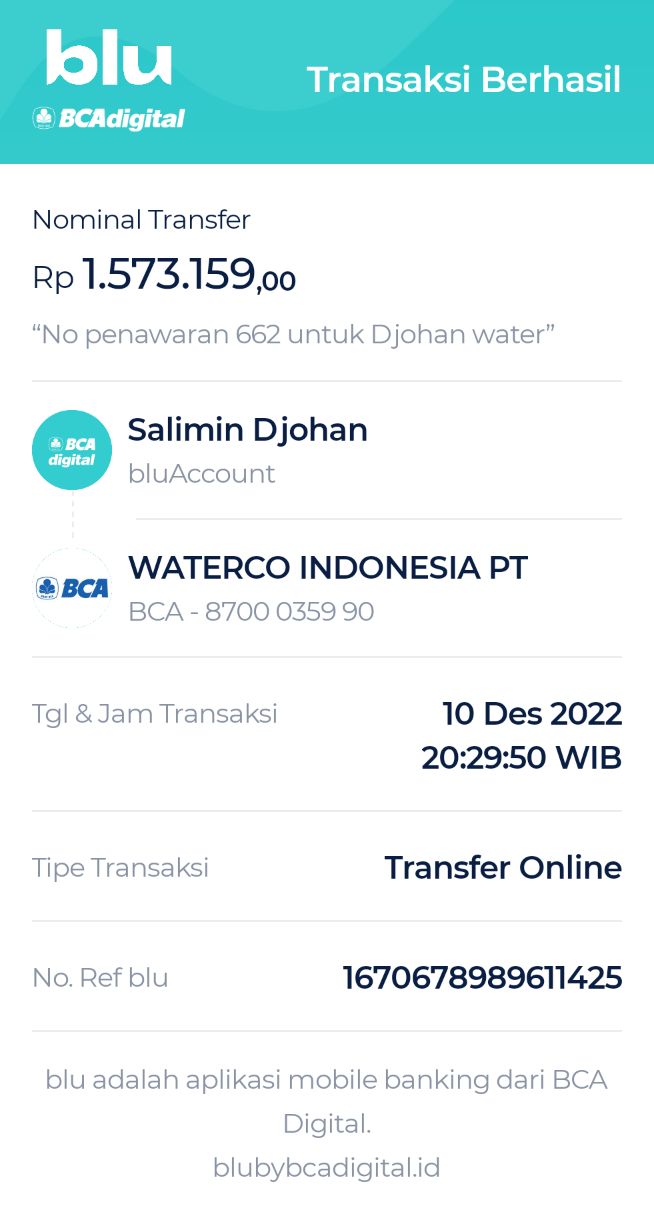 blu
BCAdigital
Transaksi Berhasil
Nominal Transfer
Rp 1.573.159,00
“No penawaran 662 untuk Djohan water”
BCA
digital
Salimin Djohan
bluAccount
BCA
WATERCO INDONESIA PT
BCA - 8700 0359 90
Tgl & Jam Transaksi
10 Des 2022
20:29:50 WIB
Tipe Transaksi
Transfer Online
No. Ref blu
1670678989611425
blu adalah aplikasi mobile banking dari BCA
Digital.
blubybcadigital.id